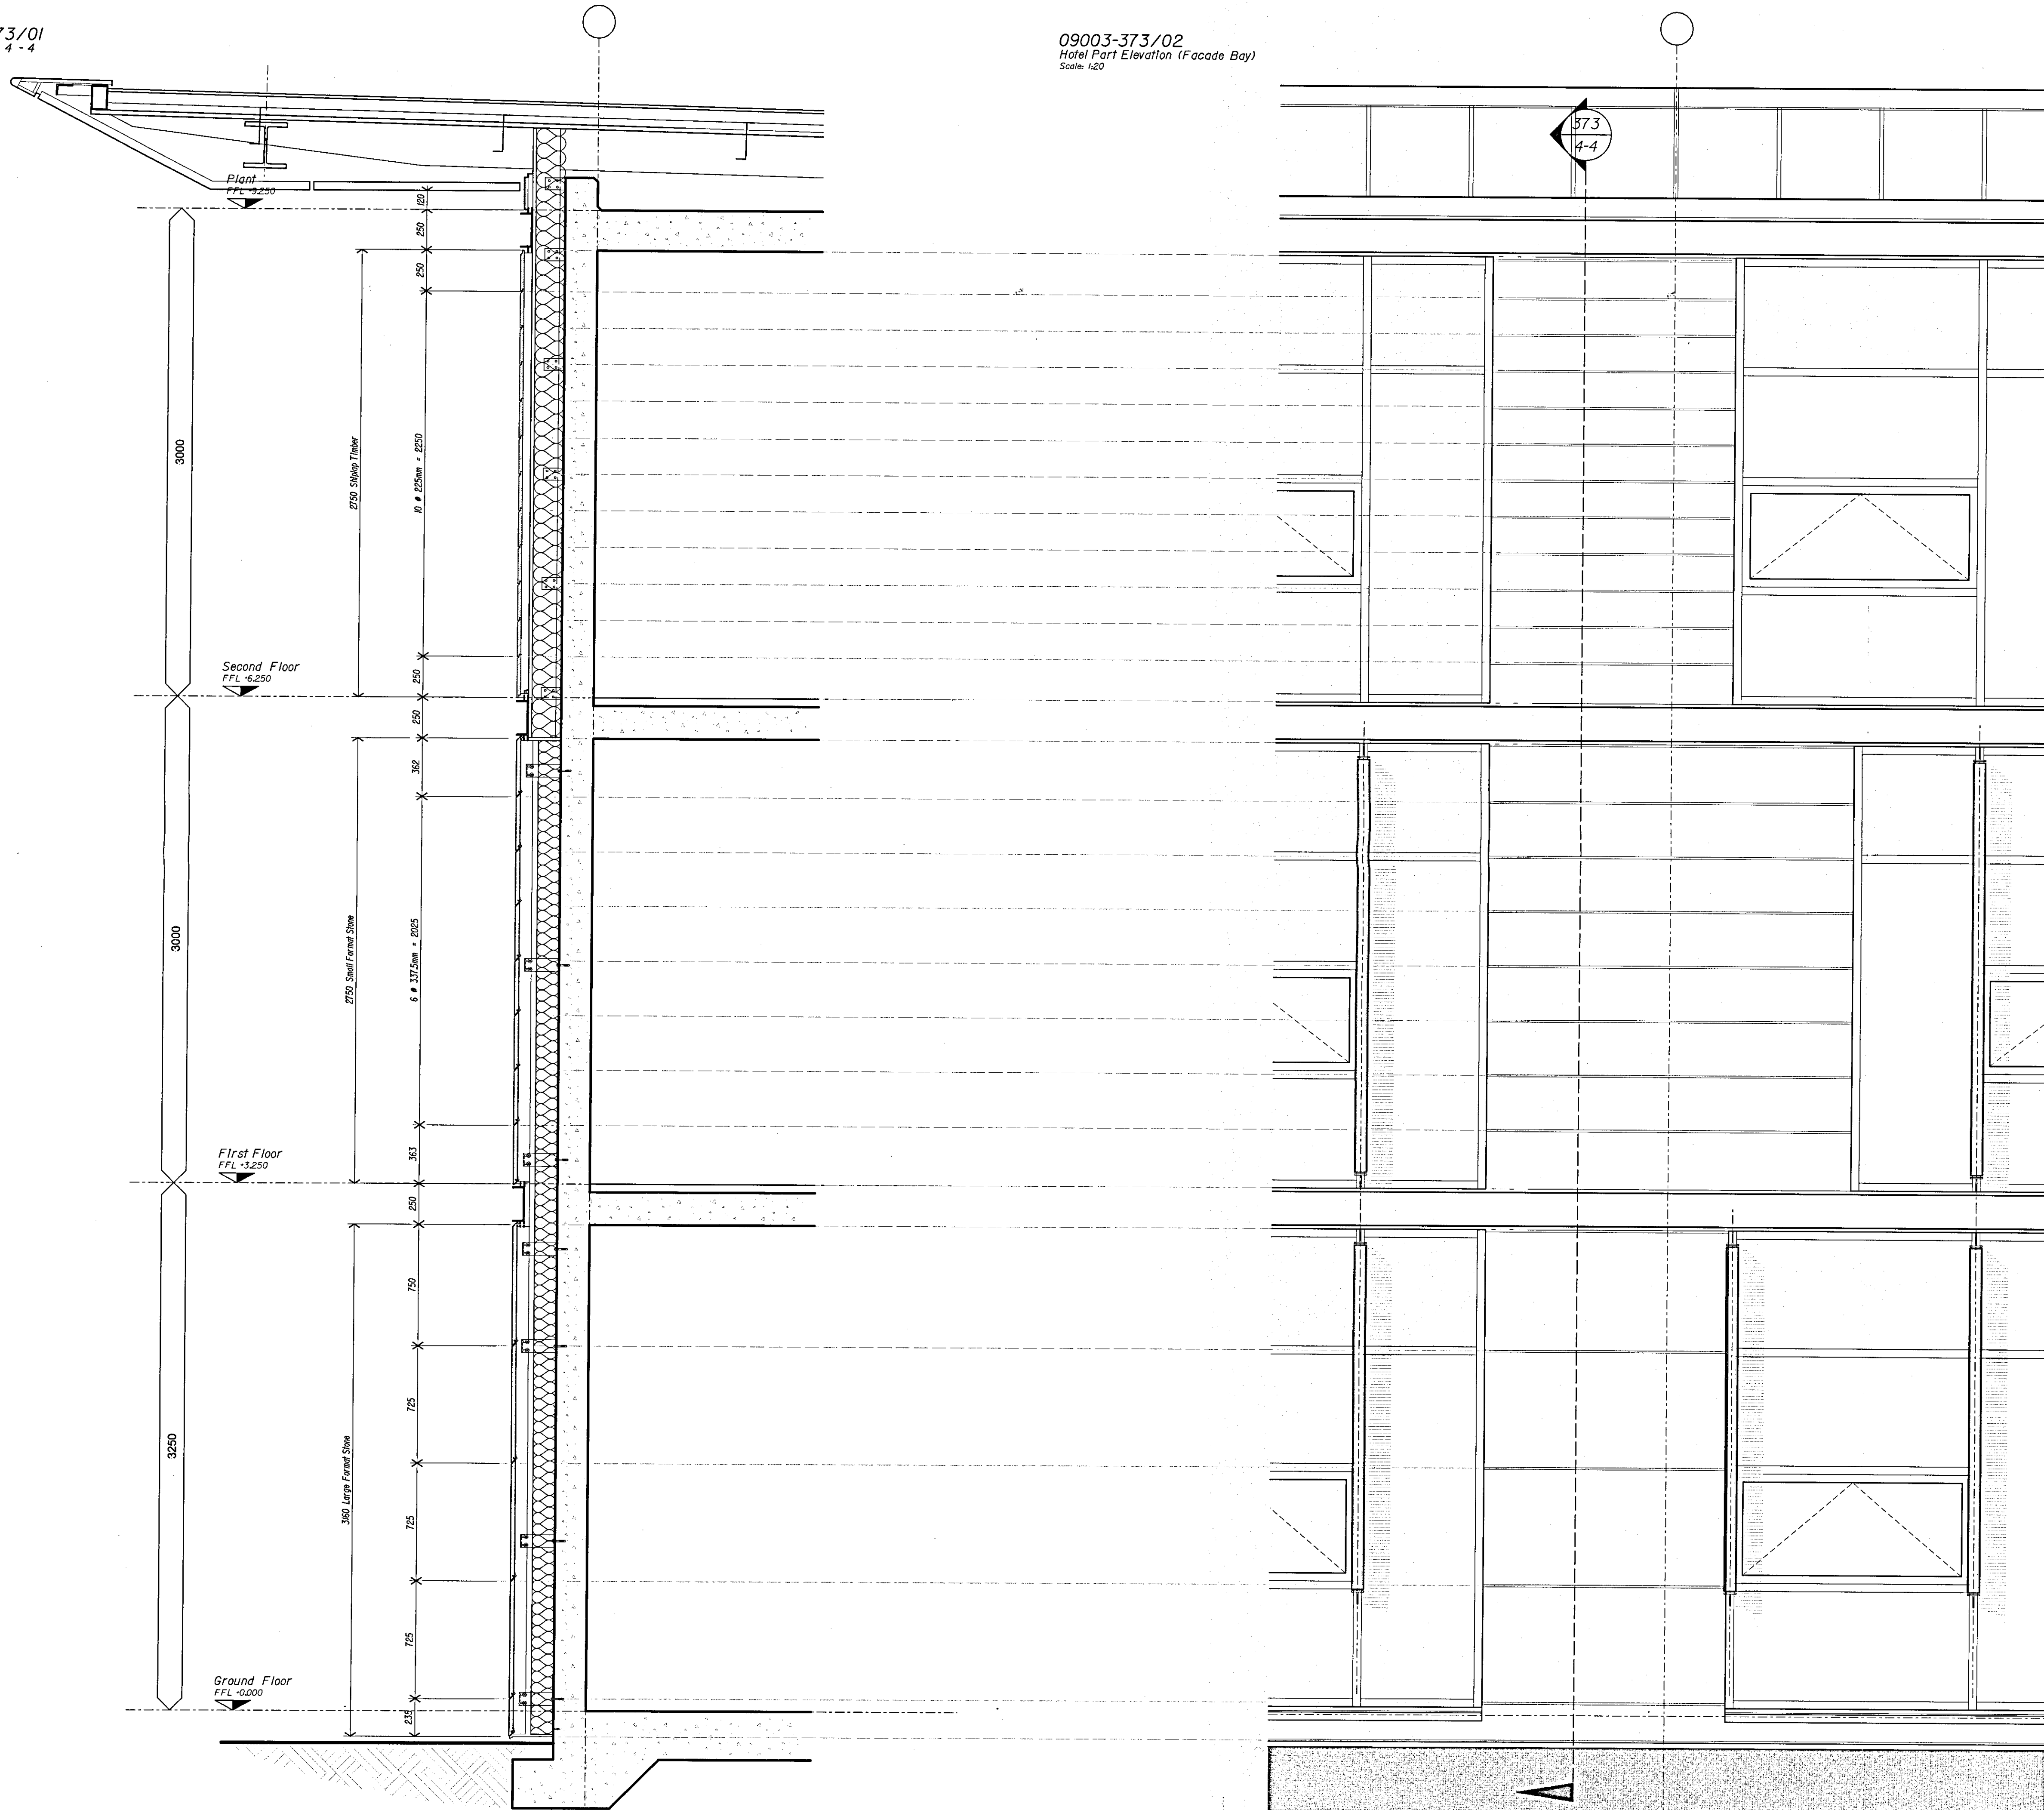 73/01
4 - 4
09003-373/02
Hotel Part Elevation (Facade Bay)
Scale: 1:20
373
4-4
Plant
FFL +9.250
120
250
250
3000
2750 Shiplap Timber
10 @ 225mm = 2250
Second Floor
FFL +6.250
250
250
362
3000
2750 Small Format Stone
6 @ 337.5mm = 2025
First Floor
FFL +3.250
363
250
750
725
3250
3160 Large Format Stone
725
725
Ground Floor
FFL +0.000
235